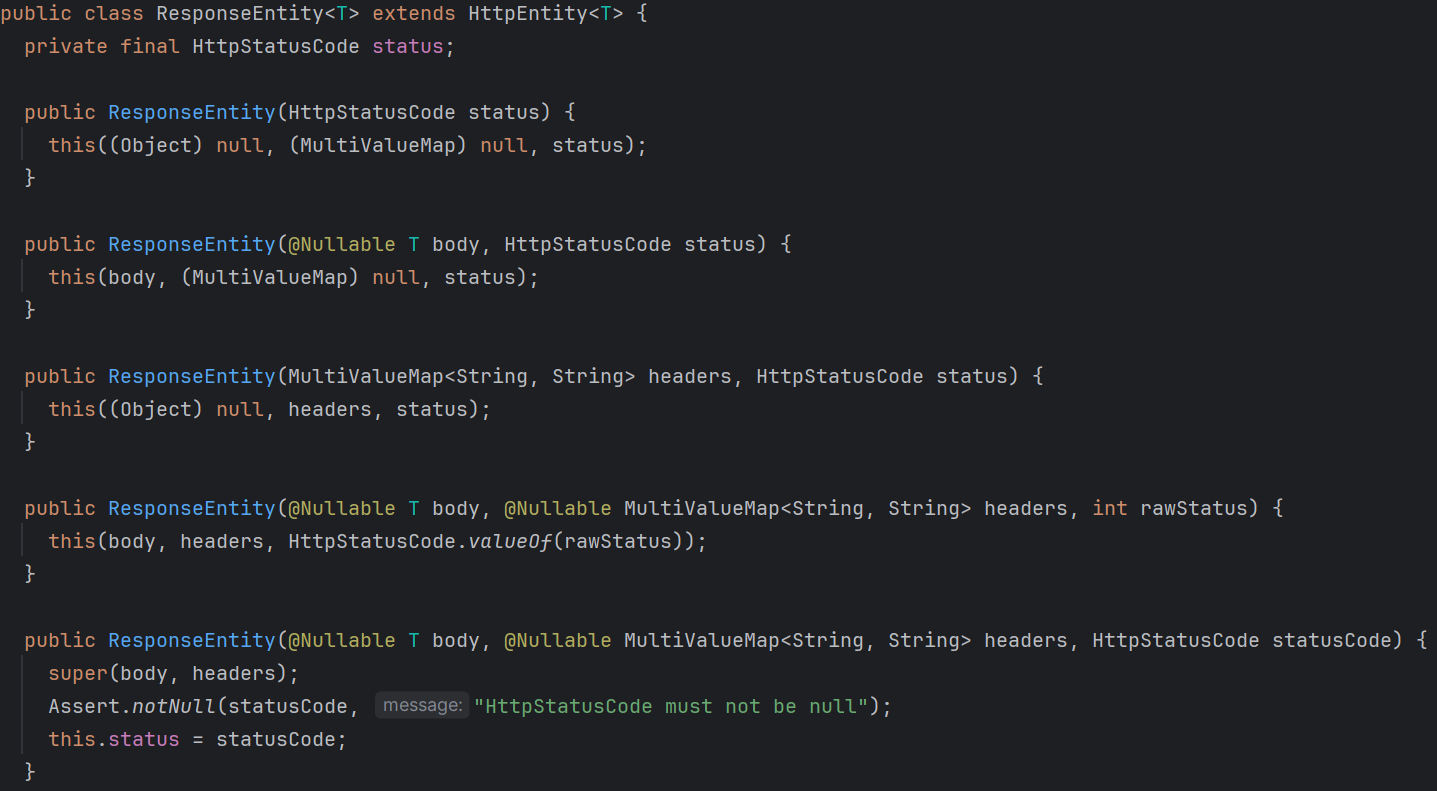 public class ResponseEntity<T> extends HttpEntity<T> {
  private final HttpStatusCode status;

  public ResponseEntity(HttpStatusCode status) {
    this((Object) null, (MultiValueMap) null, status);
  }

  public ResponseEntity(@Nullable T body, HttpStatusCode status) {
    this(body, (MultiValueMap) null, status);
  }

  public ResponseEntity(MultiValueMap<String, String> headers, HttpStatusCode status) {
    this((Object) null, headers, status);
  }

  public ResponseEntity(@Nullable T body, @Nullable MultiValueMap<String, String> headers, int rawStatus) {
    this(body, headers, HttpStatusCode.valueOf(rawStatus));
  }

  public ResponseEntity(@Nullable T body, @Nullable MultiValueMap<String, String> headers, HttpStatusCode statusCode) {
    super(body, headers);
    Assert.notNull(statusCode, message: "HttpStatusCode must not be null");
    this.status = statusCode;
  }